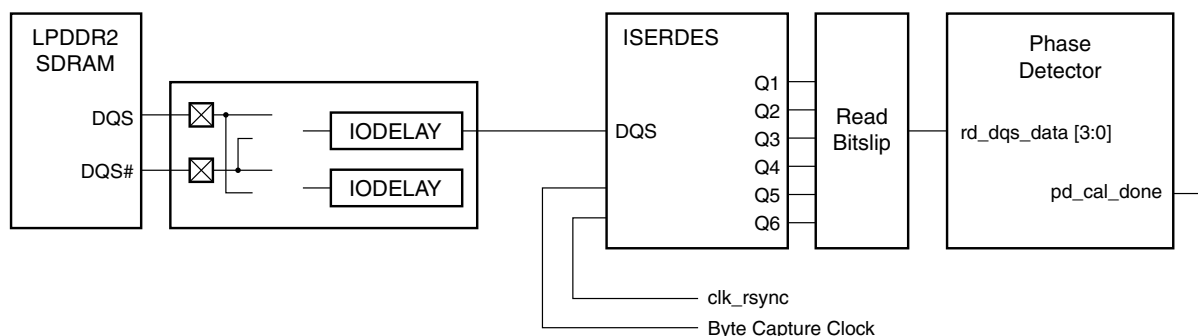 LPDDR2
SDRAM
DQS
DQS#
IODELAY
IODELAY
ISERDES
DQS
Q1
Q2
Q3
Q4
Q5
Q6
Read
Bitslip
Phase
Detector
rd_dqs_data [3:0]
pd_cal_done
clk_rsync
Byte Capture Clock